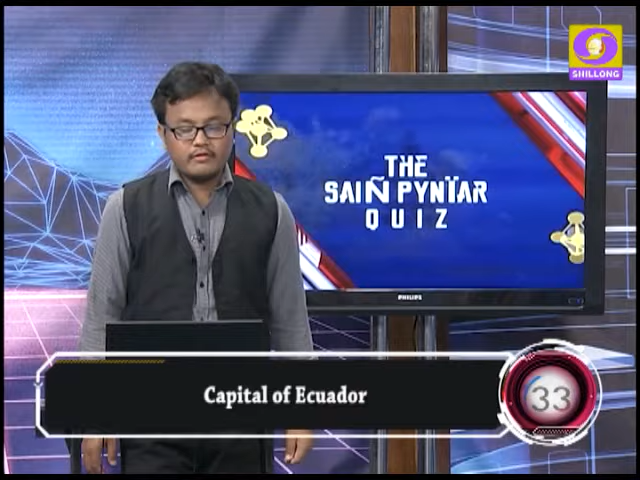 SHILLONG
THE
SAIÑ PYNÏAR
QUIZ
PHILIPS
Capital of Ecuador
33